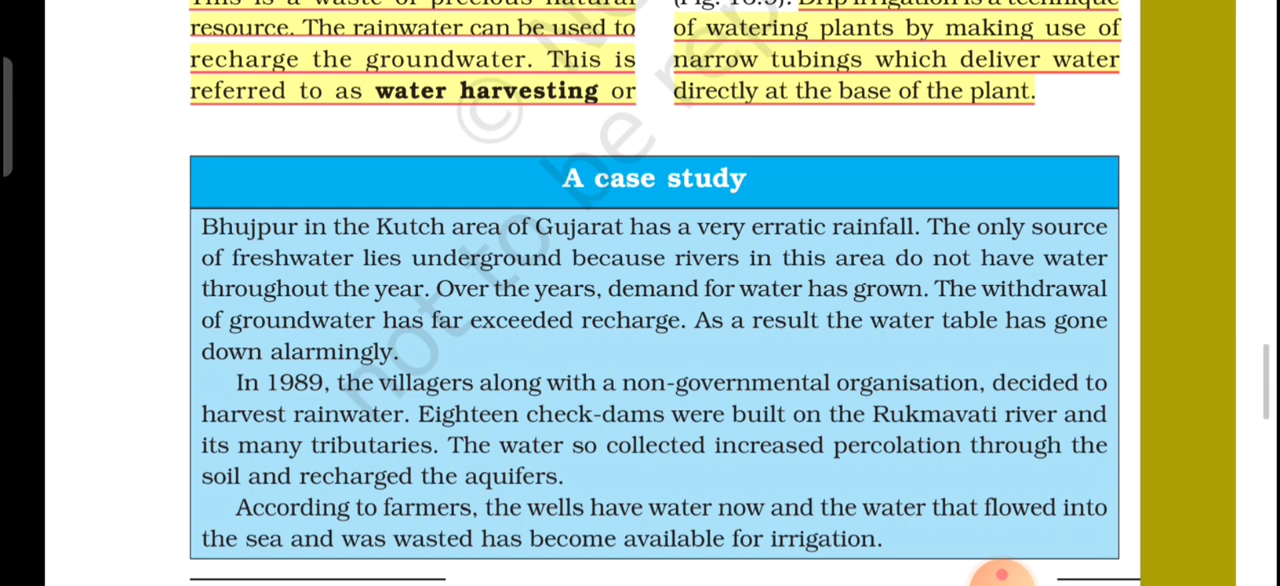 resource. The rainwater can be used to
recharge the groundwater. This is
referred to as water harvesting or
of watering plants by making use of
narrow tubings which deliver water
directly at the base of the plant.
A case study
Bhujpur in the Kutch area of Gujarat has a very erratic rainfall. The only source
of freshwater lies underground because rivers in this area do not have water
throughout the year. Over the years, demand for water has grown. The withdrawal
of groundwater has far exceeded recharge. As a result the water table has gone
down alarmingly.
In 1989, the villagers along with a non-governmental organisation, decided to
harvest rainwater. Eighteen check-dams were built on the Rukmavati river and
its many tributaries. The water so collected increased percolation through the
soil and recharged the aquifers.
According to farmers, the wells have water now and the water that flowed into
the sea and was wasted has become available for irrigation.
© not to be